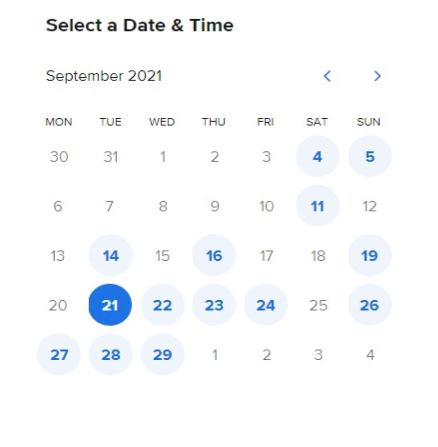 Select a Date & Time
September 2021
MON TUE WED THU FRI SAT SUN
30 31 1 2 3 4 5
6 7 8 9 10 11 12
13 14 15 16 17 18 19
20 21 22 23 24 25 26
27 28 29 1 2 3 4